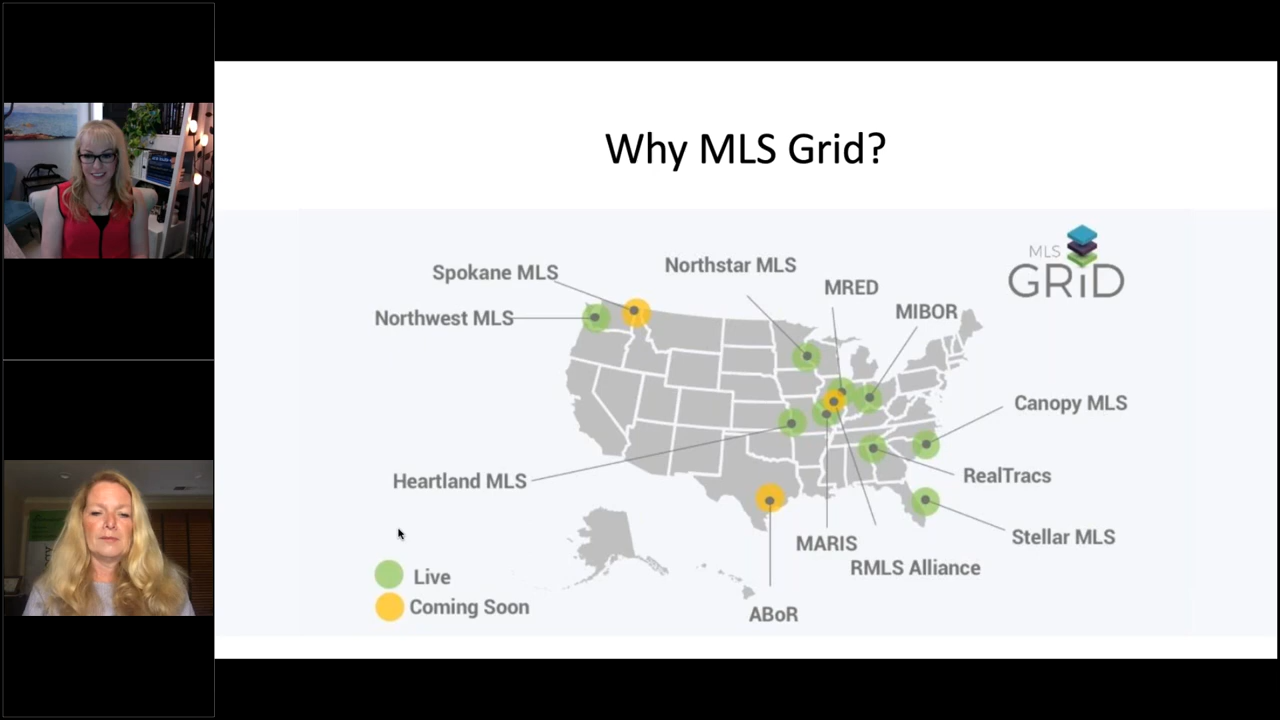 Why MLS Grid?
MLS
GRiD
Northstar MLS
Spokane MLS
MRED
MIBOR
Northwest MLS
Canopy MLS
RealTracs
Heartland MLS
Stellar MLS
MARIS
RMLS Alliance
Live
Coming Soon
ABoR